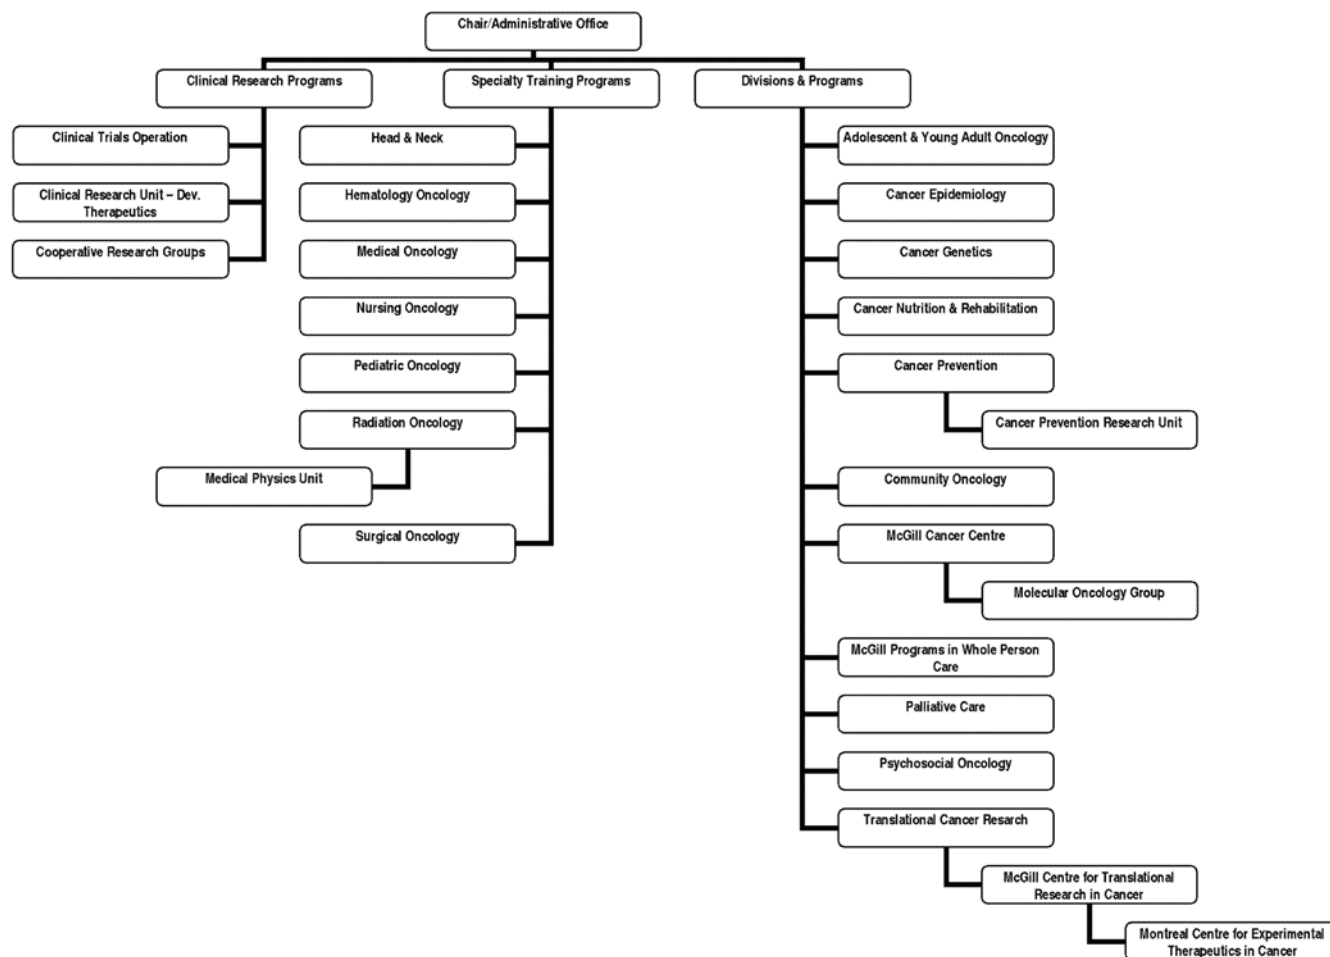 Chair/Administrative Office
Clinical Research Programs
Specialty Training Programs
Divisions & Programs
Clinical Trials Operation
Head & Neck
Adolescent & Young Adult Oncology
Clinical Research Unit – Dev.
Therapeutics
Hematology Oncology
Cancer Epidemiology
Cooperative Research Groups
Medical Oncology
Cancer Genetics
Nursing Oncology
Cancer Nutrition & Rehabilitation
Pediatric Oncology
Cancer Prevention
Radiation Oncology
Cancer Prevention Research Unit
Medical Physics Unit
Community Oncology
Surgical Oncology
McGill Cancer Centre
Molecular Oncology Group
McGill Programs in Whole Person
Care
Palliative Care
Psychosocial Oncology
Translational Cancer Resarch
McGill Centre for Translational
Research in Cancer
Montreal Centre for Experimental
Therapeutics in Cancer